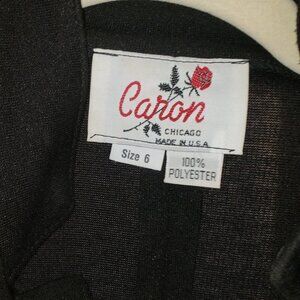 Caron
CHICAGO
MADE IN U.S.A
Size 6
100%
POLYESTER